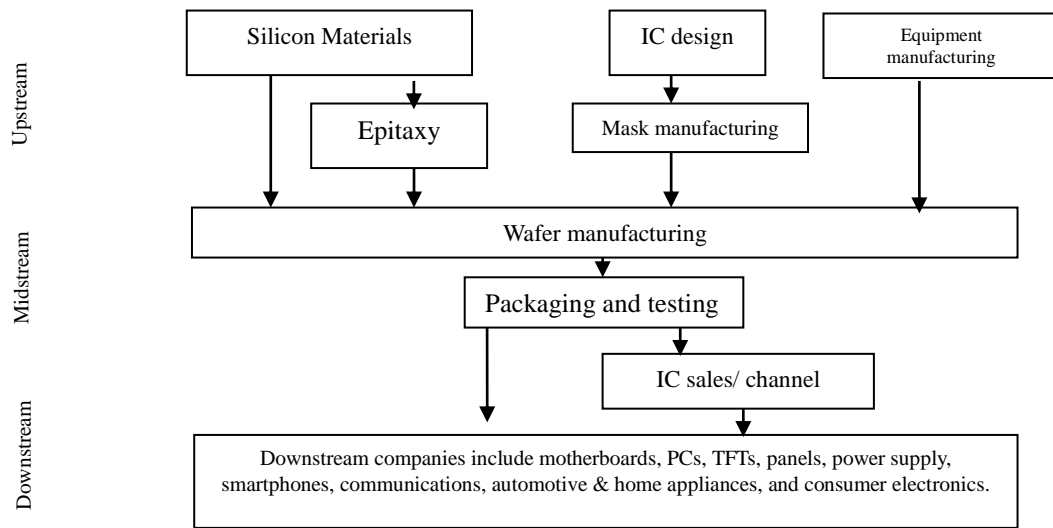 Upstream
Silicon Materials
IC design
Equipment
manufacturing
Epitaxy
Mask manufacturing
Midstream
Wafer manufacturing
Packaging and testing
IC sales/ channel
Downstream
Downstream companies include motherboards, PCs, TFTs, panels, power supply,
smartphones, communications, automotive & home appliances, and consumer electronics.